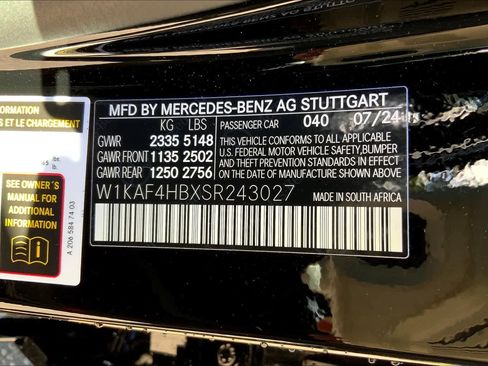 MFD BY MERCEDES-BENZ AG STUTTGART
KG LBS PASSENGER CAR 040 07/24
GVWR 2335 5148
GAWR FRONT 1135 2502
GAWR REAR 1250 2756
THIS VEHICLE CONFORMS TO ALL APPLICABLE
U.S. FEDERAL MOTOR VEHICLE SAFETY,BUMPER
AND THEFT PREVENTION STANDARDS IN EFFECT
ON THE DATE OF MANUFACTURE SHOWN ABOVE
W1KAF4HBXSR243027
MADE IN SOUTH AFRICA
FORMATION
S ET LE CHARGEMENT
SEE OWNER'S
MANUAL FOR
ADDITIONAL
INFORMATION
A 206 584 74 03